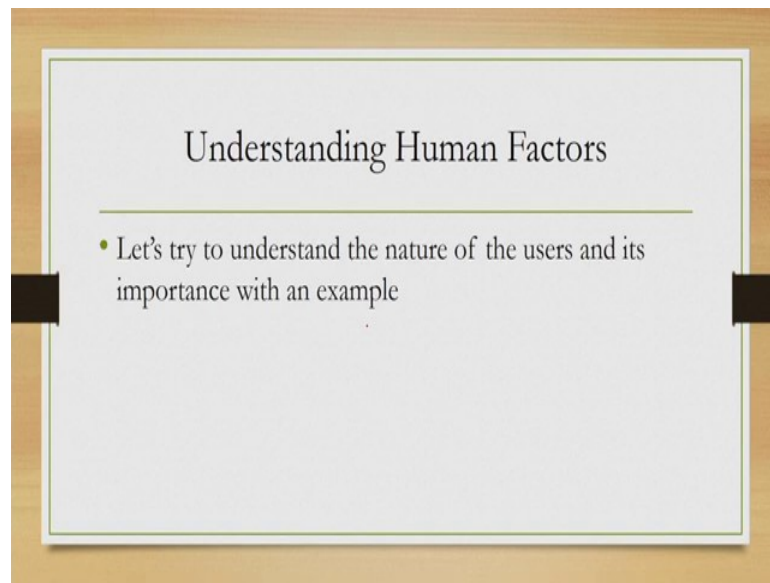 Understanding Human Factors
• Let's try to understand the nature of the users and its
importance with an example